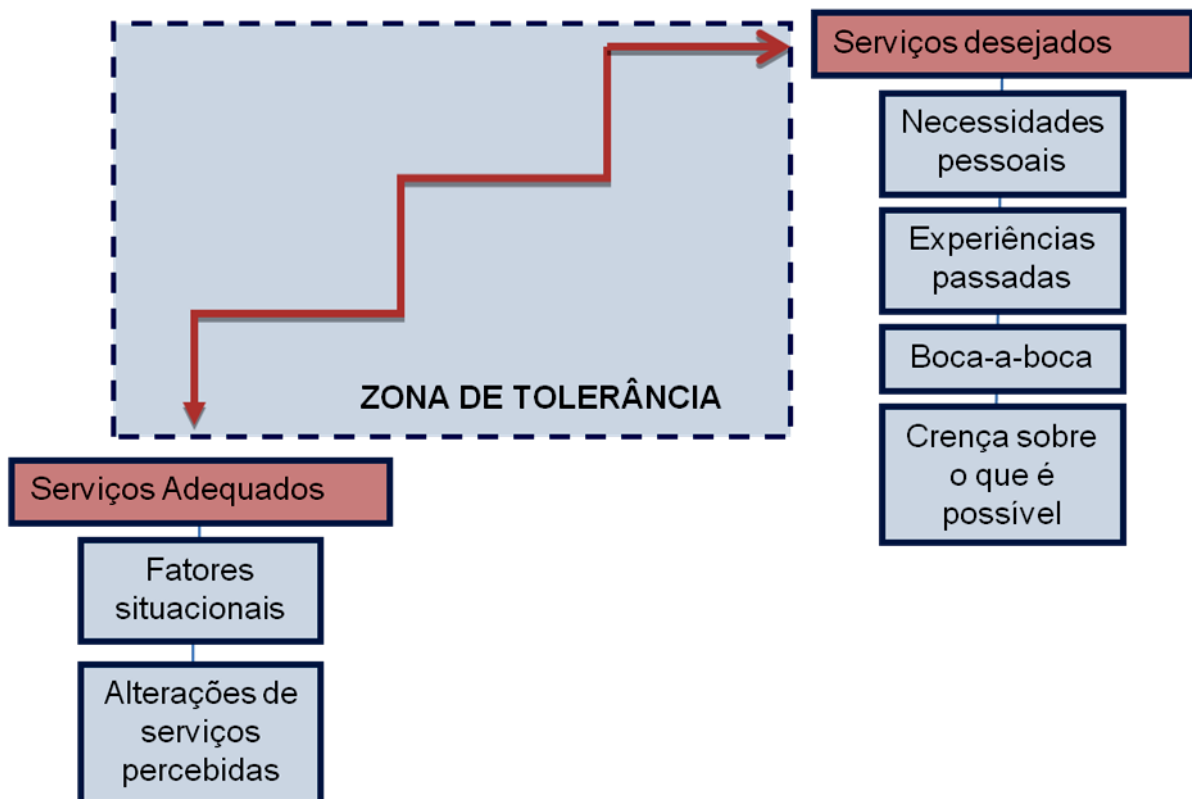 Serviços desejados
Necessidades
pessoais
Experiências
passadas
Boca-a-boca
Crença sobre
o que é
possível
ZONA DE TOLERÂNCIA
Serviços Adequados
Fatores
situacionais
Alterações de
serviços
percebidas